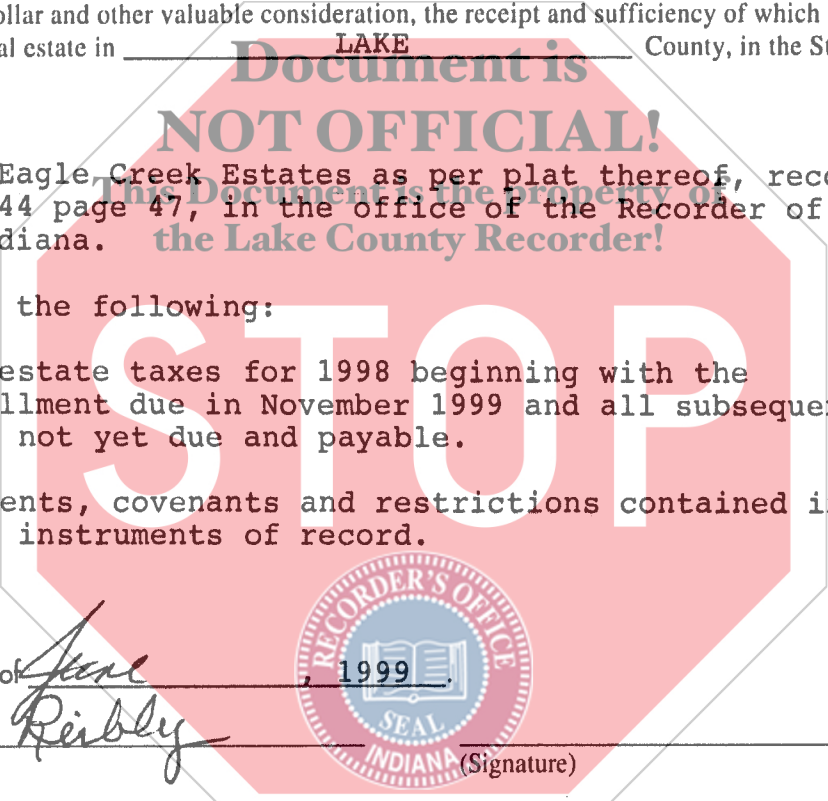 ollar and other valuable consideration, the receipt and sufficiency of which
al estate in LAKE County, in the St
Document is
NOT OFFICIAL!
Eagle Creek Estates as per plat thereof, reco
This Document is the property of
44 page 47, in the office of the Recorder of
diana.
the Lake County Recorder!
the following:
STOP
estate taxes for 1998 beginning with the
llment due in November 1999 and all subseque
not yet due and payable.
ents, covenants and restrictions contained i
instruments of record.
RECORDER'S OFFICE
of June, 1999.
SEAL
INDIANA
(Signature)